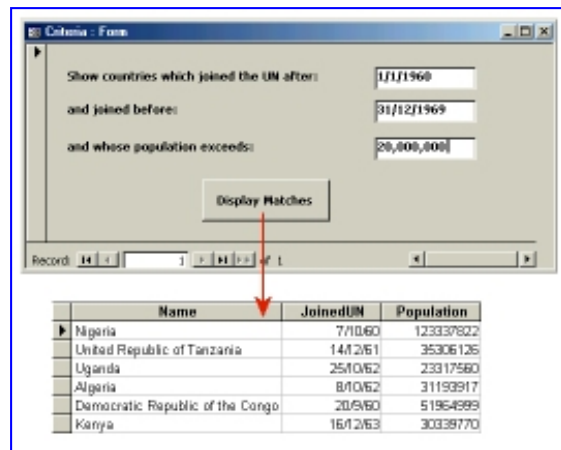 Criteria : Form
Show countries which joined the UN after: 1/1/1960
and joined before: 31/12/1969
and whose population exceeds: 20,000,000
Display Matches
Record: 1 of 1
Name JoinedUN Population
Nigeria 7/10/60 123337822
United Republic of Tanzania 14/12/61 35306126
Uganda 25/10/62 23317560
Algeria 8/10/62 31193917
Democratic Republic of the Congo 20/9/60 51964999
Kenya 16/12/63 30339770